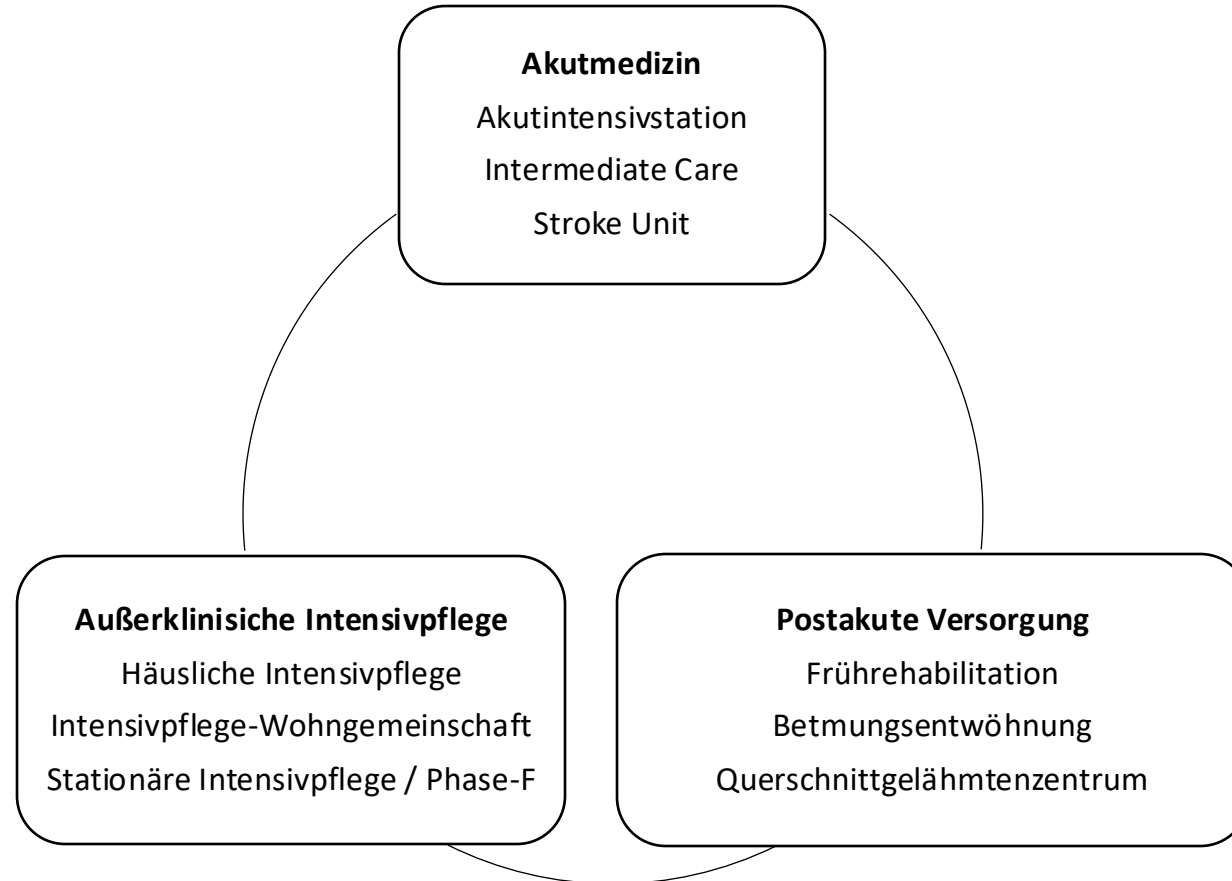 Akutmedizin
Akutintensivstation
Intermediate Care
Stroke Unit
Außerklinisiche Intensivpflege
Häusliche Intensivpflege
Intensivpflege-Wohngemeinschaft
Stationäre Intensivpflege / Phase-F
Postakute Versorgung
Frührehabilitation
Betmungsentwöhnung
Querschnittgelähmtenzentrum